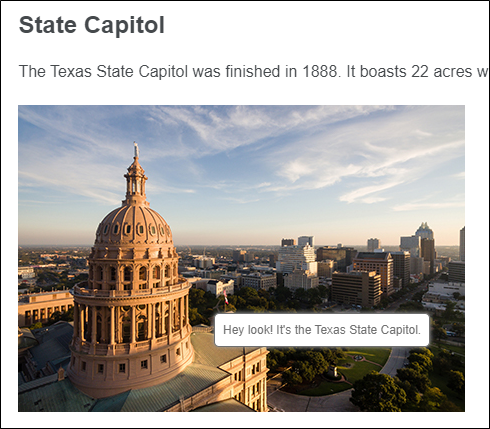 State Capitol
The Texas State Capitol was finished in 1888. It boasts 22 acres w
Hey look! It's the Texas State Capitol.